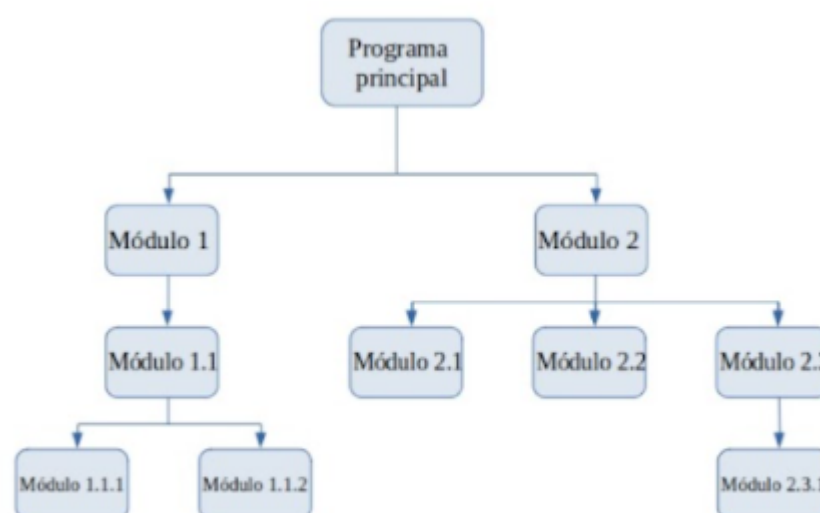 Programa
principal
Módulo 1
Módulo 2
Módulo 1.1
Módulo 2.1
Módulo 2.2
Módulo 2.3
Módulo 1.1.1
Módulo 1.1.2
Módulo 2.3.1